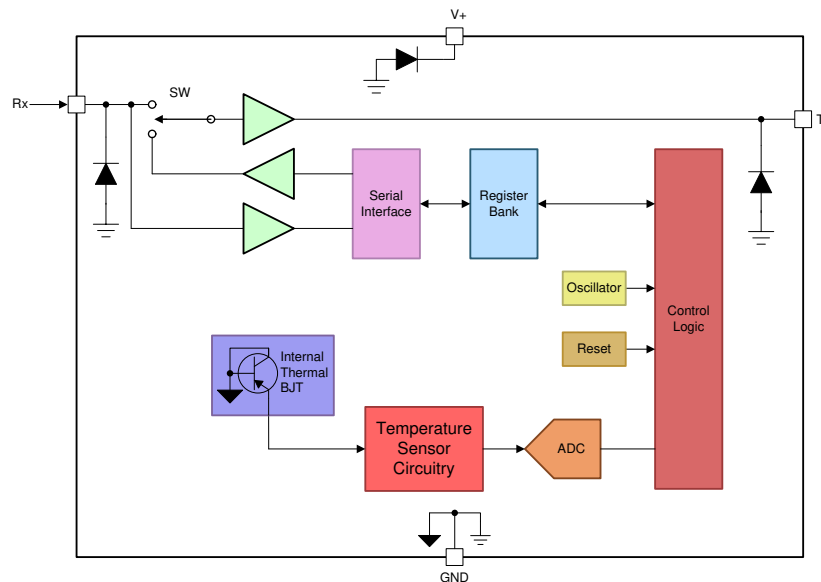 V+
Rx
SW
T
Serial
Interface
Register
Bank
Oscillator
Control
Logic
Reset
Internal
Thermal
BJT
Temperature
Sensor
Circuitry
ADC
GND